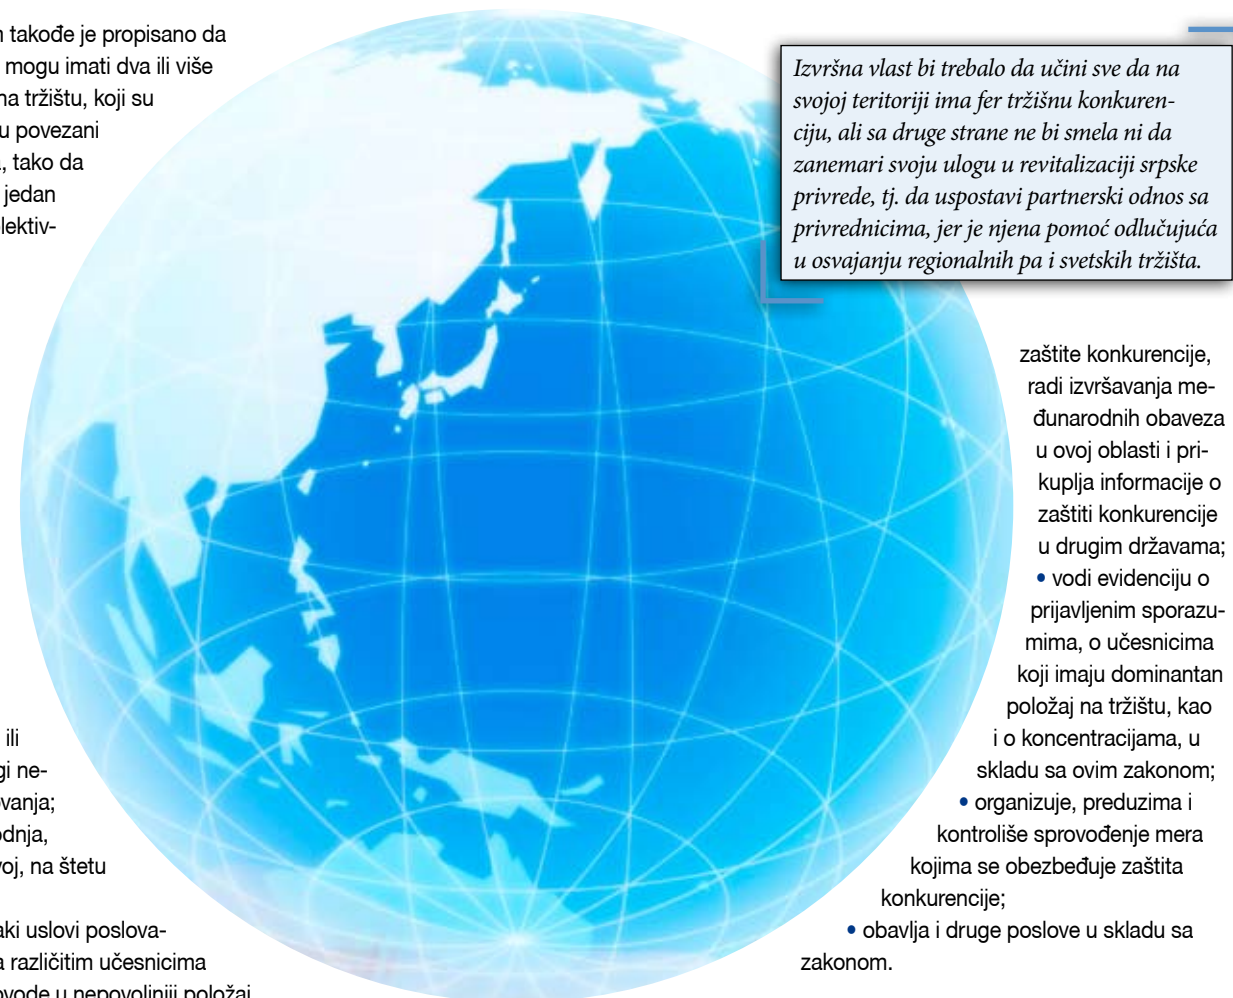 takođe je propisano da
mogu imati dva ili više
na tržištu, koji su
povezani
tako da
jedan

ili

vanja;
odnja,
voj, na štetu
aki uslovi poslova-
a različitim učesnicima
ovode u nepovoljniji položaj
Izvršna vlast bi trebalo da učini sve da na
svojoj teritoriji ima fer tržišnu konkuren-
ciju, ali sa druge strane ne bi smela ni da
zanemari svoju ulogu u revitalizaciji srpske
privrede, tj. da uspostavi partnerski odnos sa
privrednicima, jer je njena pomoć odlučujuća
u osvajanju regionalnih pa i svetskih tržišta.
zaštite konkurencije,
radi izvršavanja me-
đunarodnih obaveza
u ovoj oblasti i pri-
kuplja informacije o
zaštiti konkurencije
u drugim državama;
• vodi evidenciju o
prijavljenim sporazu-
mima, o učesnicima
koji imaju dominantan
položaj na tržištu, kao
i o koncentracijama, u
skladu sa ovim zakonom;
• organizuje, preduzima i
kontroliše sprovođenje mera
kojima se obezbeđuje zaštita
konkurencije;
• obavlja i druge poslove u skladu sa
zakonom.